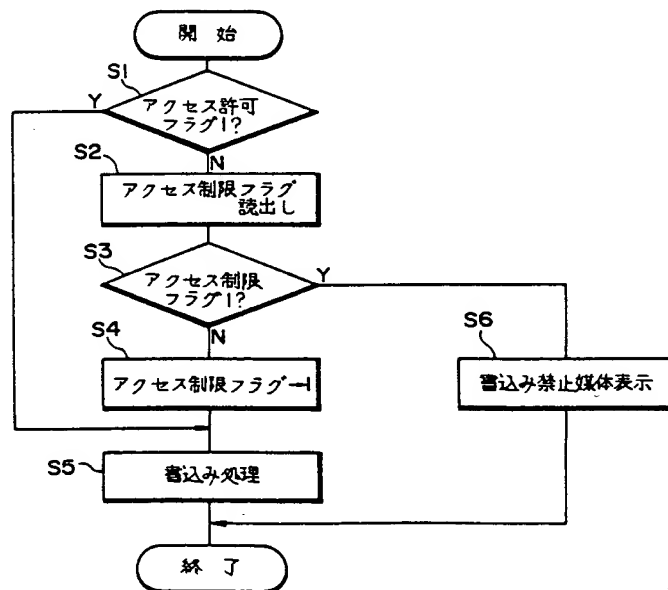 開始
S1
アクセス許可
フラグ1?
Y
N
S2
アクセス制限フラグ
読出し
S3
アクセス制限
フラグ1?
Y
N
S4
アクセス制限フラグ→1
S6
書込み禁止媒体表示
S5
書込み処理
終了